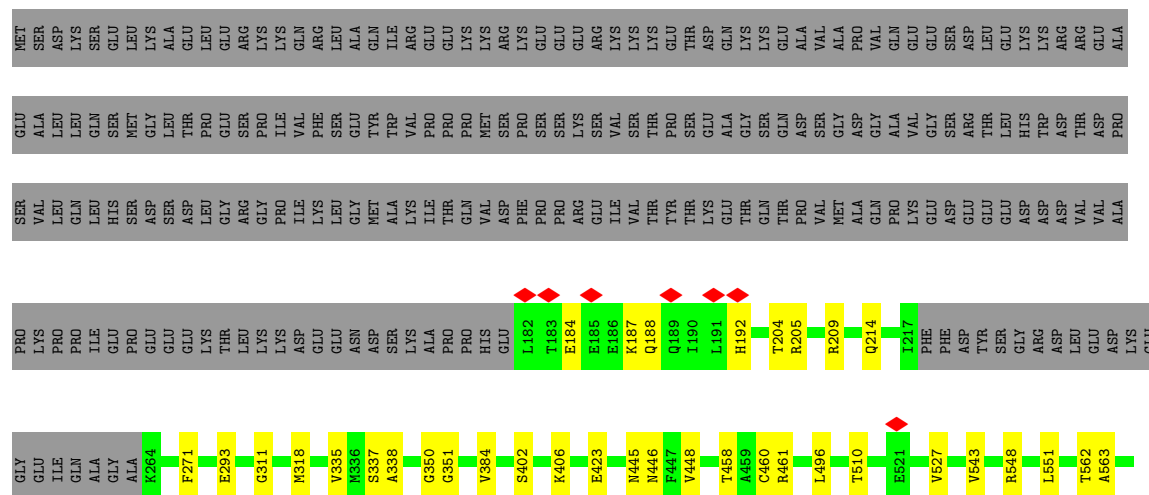 MET SER ASP LYS SER GLU LEU LYS ALA GLU LEU GLU ARG LYS LYS GLN ARG LEU ALA GLN ILE ARG GLU GLU LYS LYS ARG LYS GLU GLU GLU ARG LYS LYS LYS GLU THR ASP GLN LYS LYS GLU ALA VAL ALA PRO VAL GLN GLU GLU SER ASP LEU GLU LYS LYS ARG ARG GLU ALA
GLU ALA LEU LEU GLN SER MET GLY LEU THR PRO GLU SER PRO ILE VAL PHE SER GLU TYR TRP VAL PRO PRO PRO MET SER PRO SER SER LYS SER VAL SER THR PRO SER GLU ALA GLY SER GLN ASP SER GLY ASP GLY ALA VAL GLY SER ARG THR LEU HIS TRP ASP THR ASP PRO
SER VAL LEU GLN LEU HIS SER ASP SER ASP LEU GLY ARG GLY PRO ILE LYS LEU GLY MET ALA LYS ILE THR GLN VAL ASP PHE PRO PRO ARG GLU ILE VAL THR TYR THR LYS GLU THR GLN THR PRO VAL MET ALA GLN PRO LYS GLU ASP GLU GLU GLU ASP ASP ASP VAL VAL ALA
PRO LYS PRO PRO ILE GLU PRO GLU GLU GLU LYS THR LEU LYS LYS ASP GLU GLU ASN ASP SER LYS ALA PRO PRO HIS GLU L182 T183 E184 E185 E186 K187 Q188 Q189 I190 L191 H192 T204 R205 R209 Q214 I217 PHE PHE ASP TYR SER GLY ARG ASP LEU GLU ASP LYS
GLY GLU ILE GLN ALA GLY ALA K264 F271 E293 G311 M318 V335 M336 S337 A338 G350 G351 V384 S402 K406 E423 N445 N446 F447 V448 T458 A459 C460 R461 L496 T510 E521 V527 V543 R548 L551 T562 A563